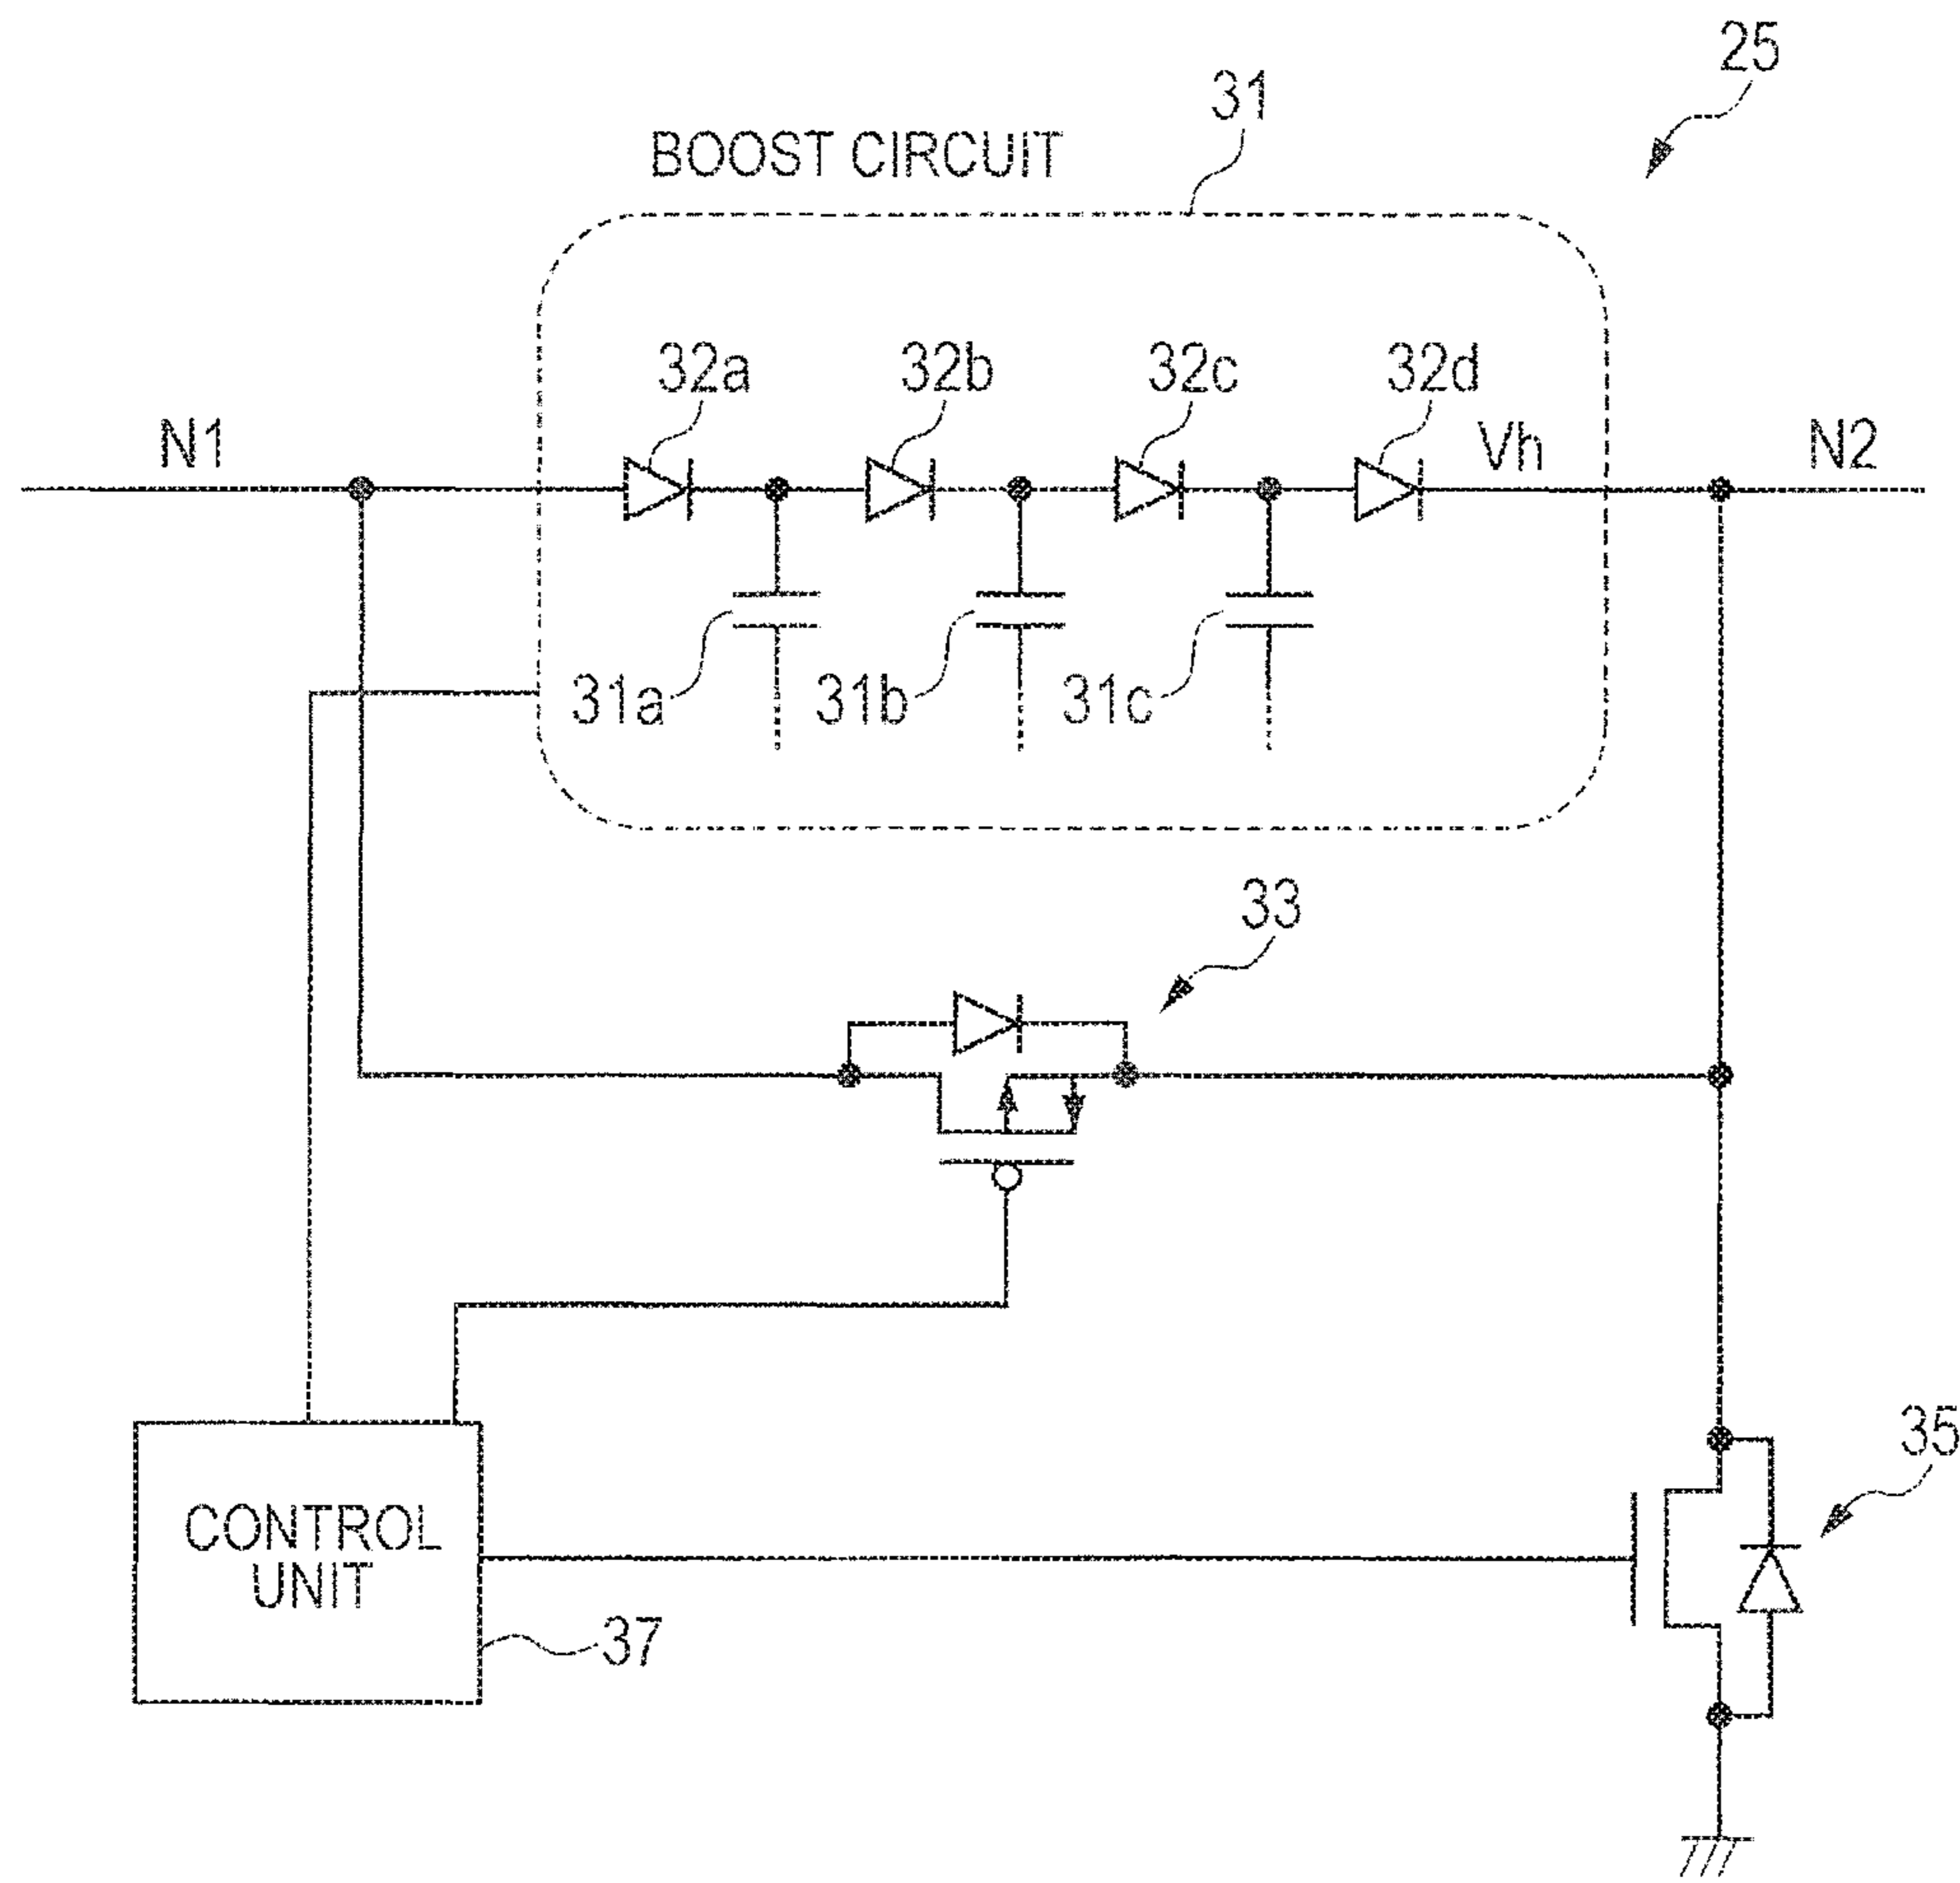 25
31
BOOST CIRCUIT
32a 32b 32c 32d
N1 Vh N2
31a 31b 31c
33
35
CONTROL
UNIT
37